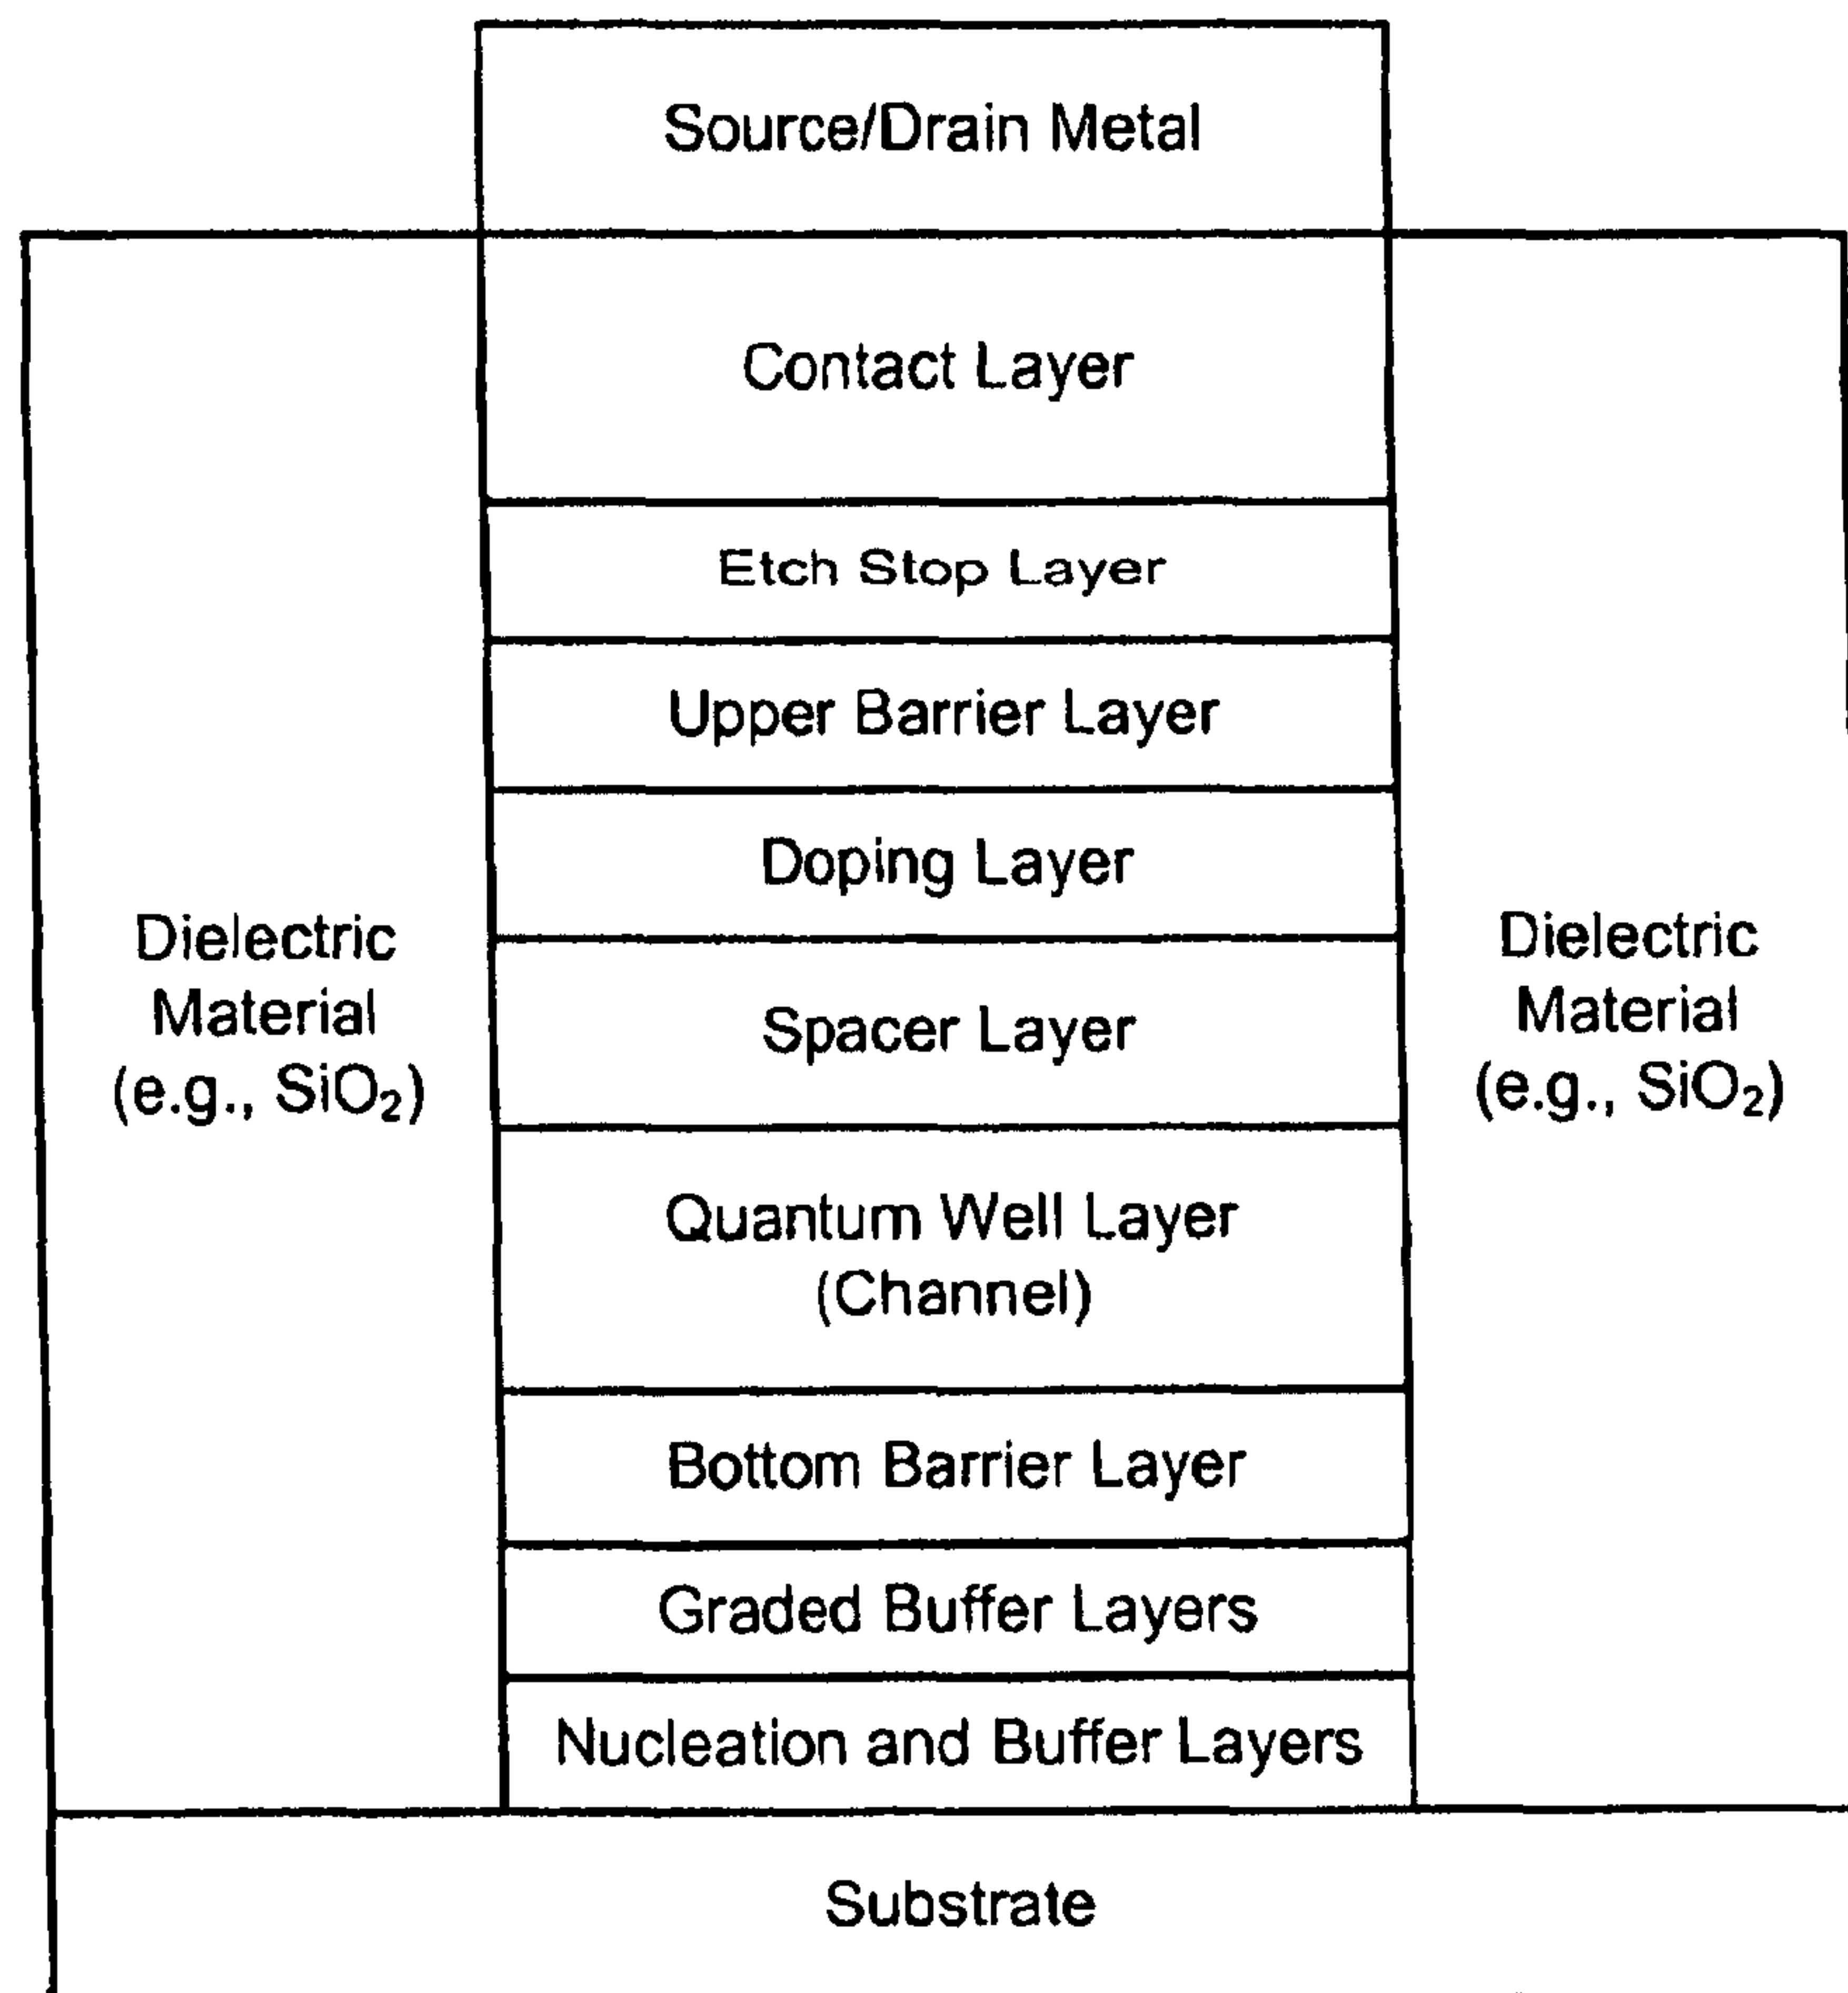 Source/Drain Metal
Contact Layer
Etch Stop Layer
Upper Barrier Layer
Doping Layer
Dielectric
Material
(e.g., SiO₂)
Spacer Layer
Dielectric
Material
(e.g., SiO₂)
Quantum Well Layer
(Channel)
Bottom Barrier Layer
Graded Buffer Layers
Nucleation and Buffer Layers
Substrate